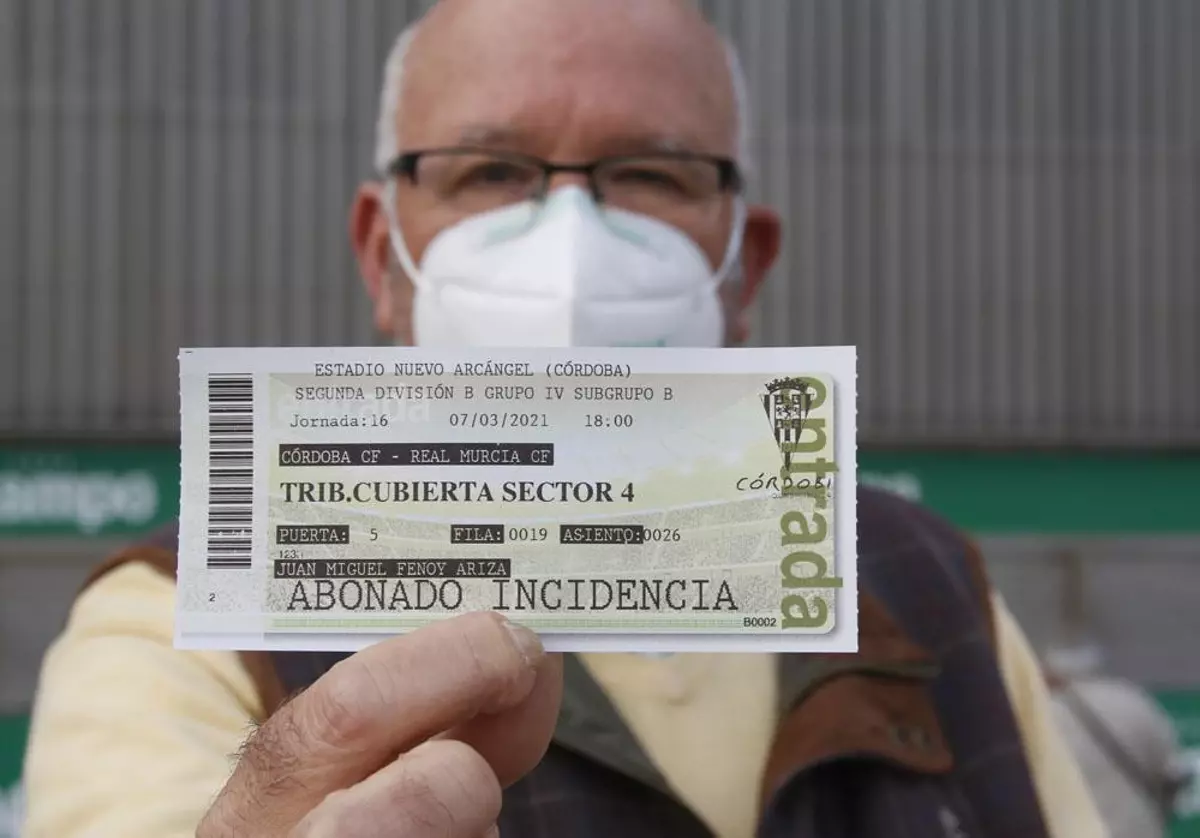 ESTADIO NUEVO ARCÁNGEL (CÓRDOBA)
SEGUNDA DIVISIÓN B GRUPO IV SUBGRUPO B
Jornada:16 07/03/2021 18:00
CÓRDOBA CF - REAL MURCIA CF
TRIB.CUBIERTA SECTOR 4
PUERTA: 5 FILA: 0019 ASIENTO: 0026
123
JUAN MIGUEL FENOY ARIZA
ABONADO INCIDENCIA
2
B0002
entrada
entrada